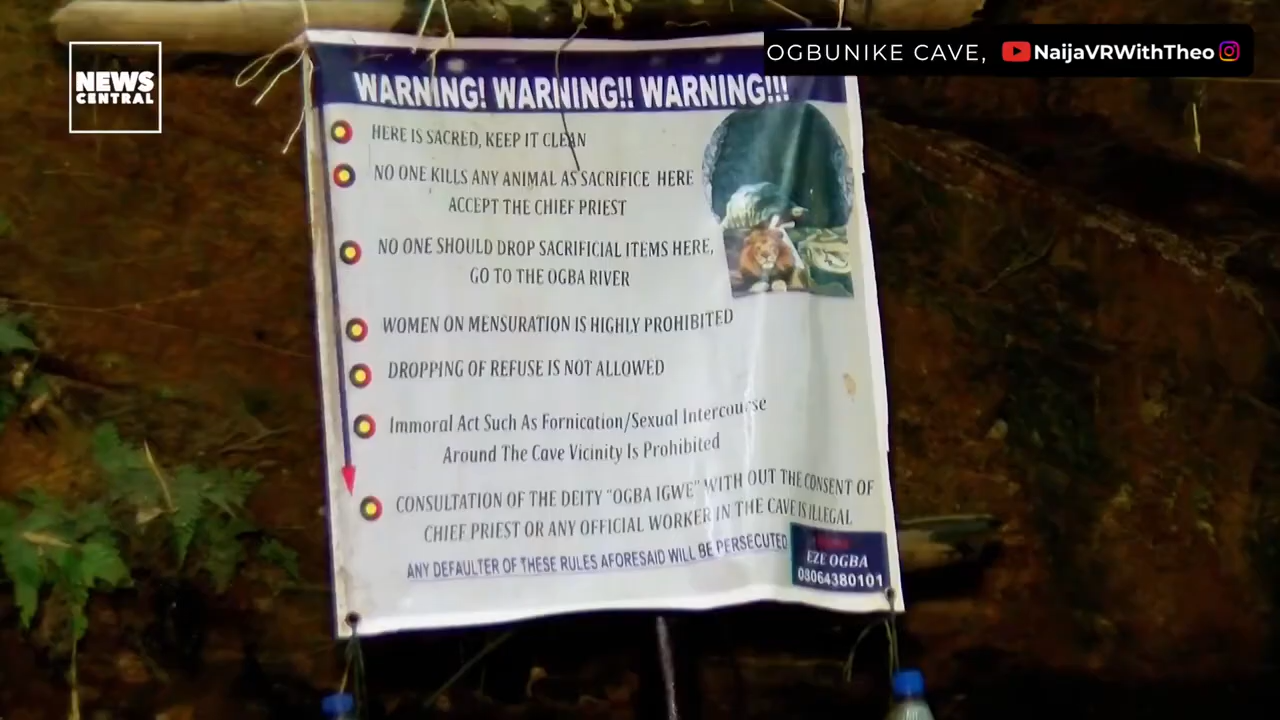 NEWS
CENTRAL
OGBUNIKE CAVE, NaijaVRWithTheo
WARNING! WARNING!! WARNING!!!
HERE IS SACRED, KEEP IT CLEAN
NO ONE KILLS ANY ANIMAL AS SACRIFICE HERE
ACCEPT THE CHIEF PRIEST
NO ONE SHOULD DROP SACRIFICIAL ITEMS HERE,
GO TO THE OGBA RIVER
WOMEN ON MENSURATION IS HIGHLY PROHIBITED
DROPPING OF REFUSE IS NOT ALLOWED
Immoral Act Such As Fornication/Sexual Intercourse
Around The Cave Vicinity Is Prohibited
CONSULTATION OF THE DEITY "OGBA IGWE" WITH OUT THE CONSENT OF
CHIEF PRIEST OR ANY OFFICIAL WORKER IN THE CAVE IS ILLEGAL
ANY DEFAULTER OF THESE RULES AFORESAID WILL BE PERSECUTED
EZE OGBA
08064380101